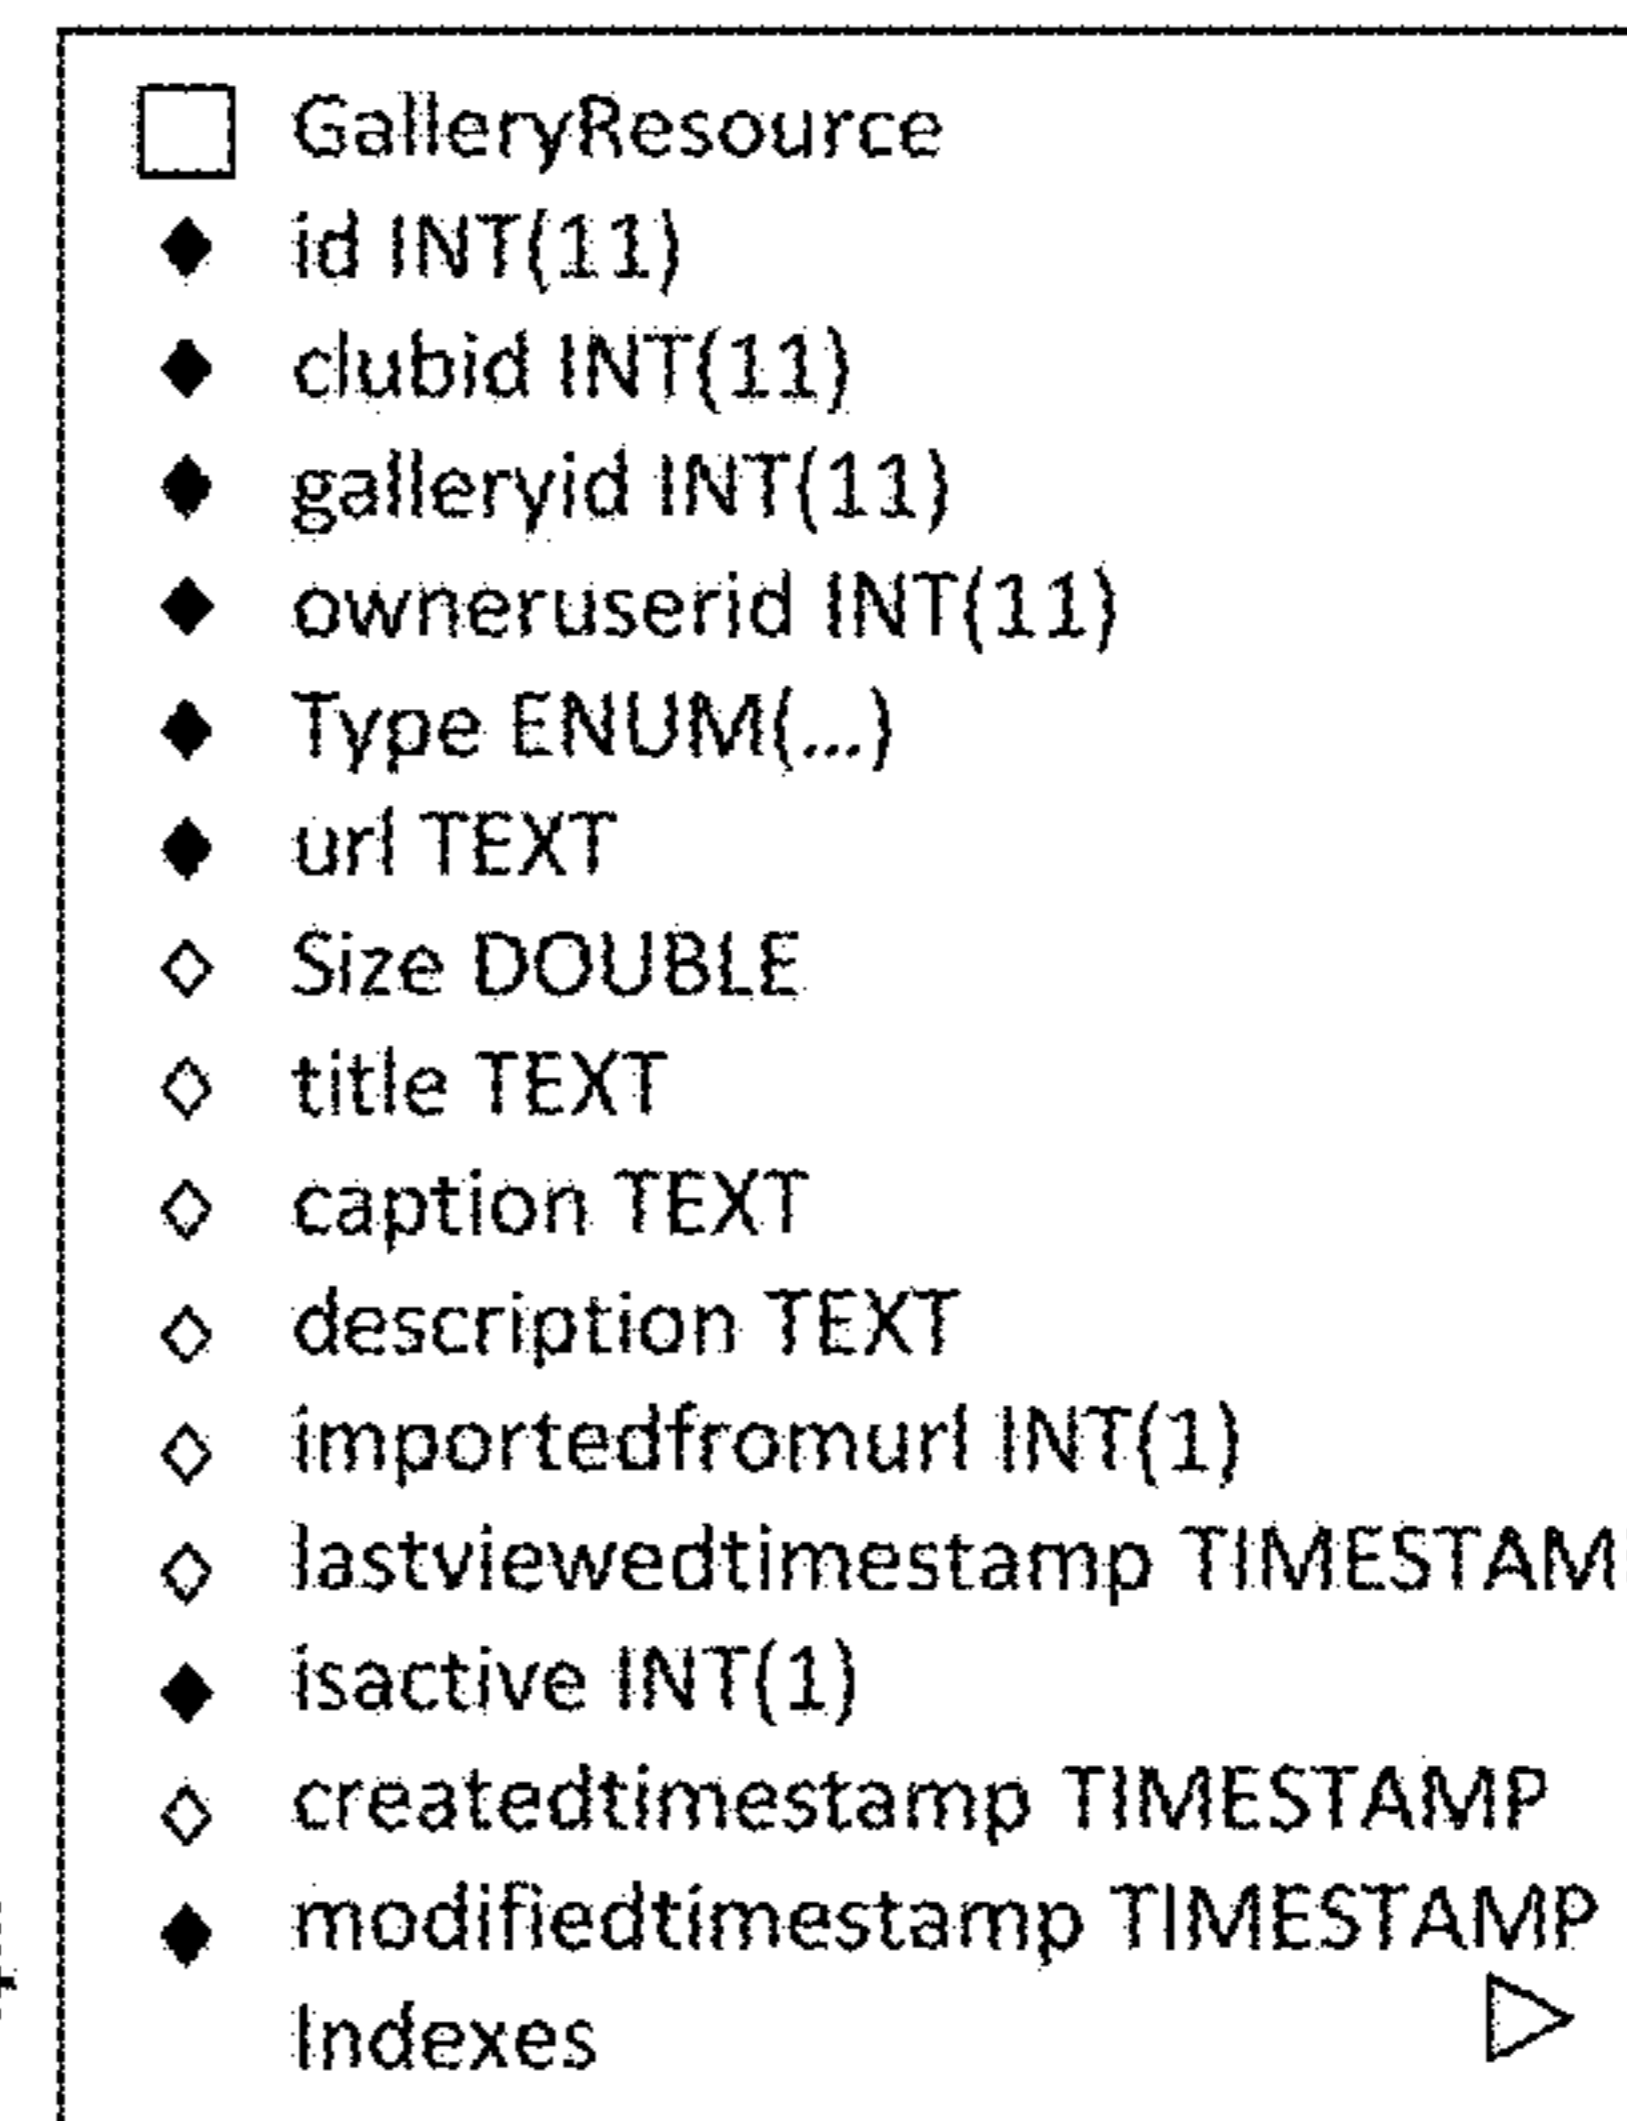 GalleryResource
id INT(11)
clubid INT(11)
galleryid INT(11)
owneruserid INT(11)
Type ENUM(...)
url TEXT
Size DOUBLE
title TEXT
caption TEXT
description TEXT
importedfromurl INT(1)
lastviewedtimestamp
isactive INT(1)
createdtimestamp TIMESTAMP
modifiedtimestamp TIMESTAMP
Indexes